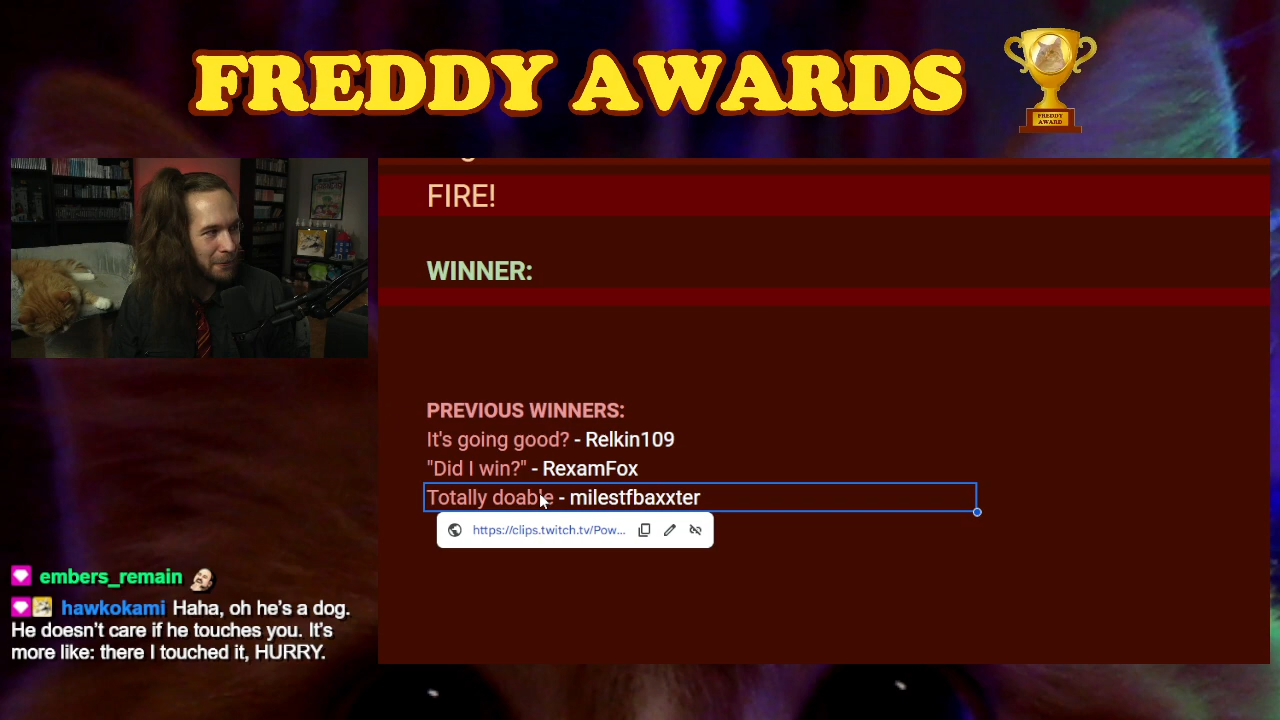 FREDDY AWARDS
FREDDY
AWARD
FIRE!
WINNER:
PREVIOUS WINNERS:
It's going good? - Relkin109
"Did I win?" - RexamFox
Totally doable - milestfbaxxter
https://clips.twitch.tv/Pow...
embers_remain
hawkokami Haha, oh he's a dog.
He doesn't care if he touches you. It's
more like: there I touched it, HURRY.